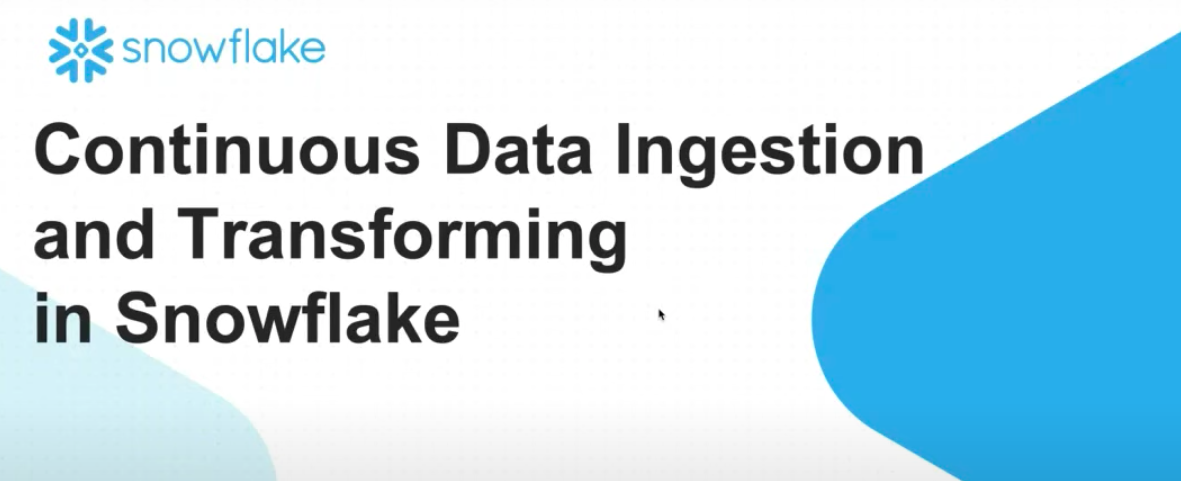 snowflake
Continuous Data Ingestion
and Transforming
in Snowflake